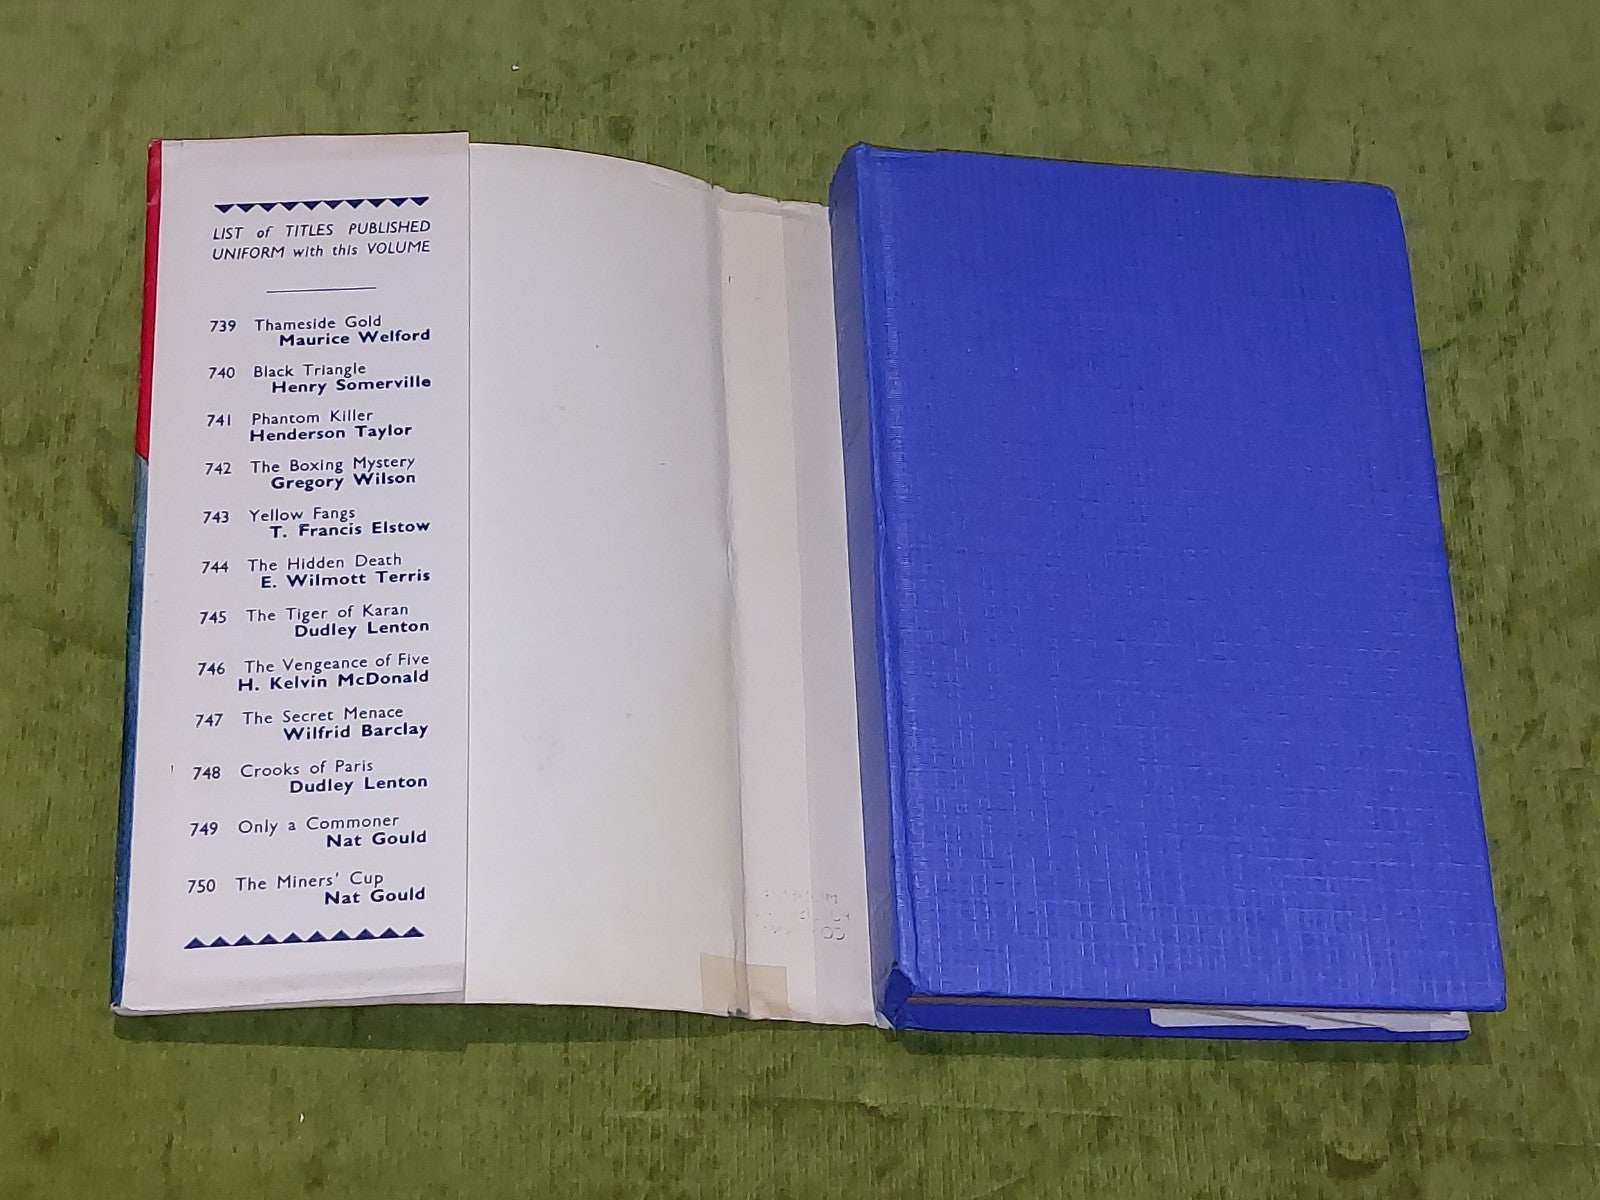 LIST of TITLES PUBLISHED
UNIFORM with this VOLUME
739 Thameside Gold
Maurice Welford
740 Black Triangle
Henry Somerville
741 Phantom Killer
Henderson Taylor
742 The Boxing Mystery
Gregory Wilson
743 Yellow Fangs
T. Francis Elstow
744 The Hidden Death
E. Wilmott Terris
745 The Tiger of Karan
Dudley Lenton
746 The Vengeance of Five
H. Kelvin McDonald
747 The Secret Menace
Wilfrid Barclay
748 Crooks of Paris
Dudley Lenton
749 Only a Commoner
Nat Gould
750 The Miners' Cup
Nat Gould